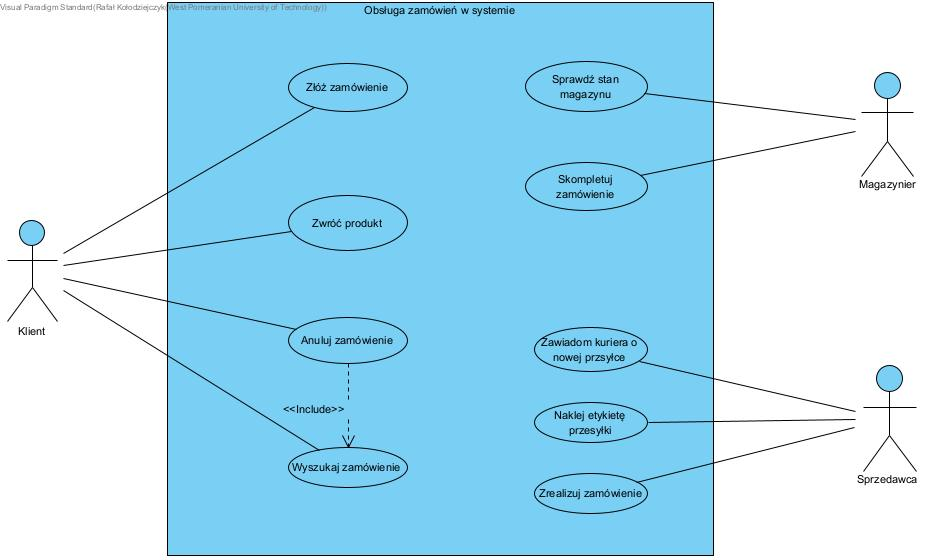 Visual Paradigm Standard(Rafał Kołodziejczyk(West Pomeranian University of Technology))
Obsługa zamówień w systemie
Złóż zamówienie
Sprawdź stan
magazynu
Magazynier
Skompletuj
zamówienie
Zwróć produkt
Klient
Anuluj zamówienie
Zawiadom kuriera o
nowej przsyłce
<<Include>>
Naklej etykietę
przesyłki
Wyszukaj zamówienie
Sprzedawca
Zrealizuj zamówienie